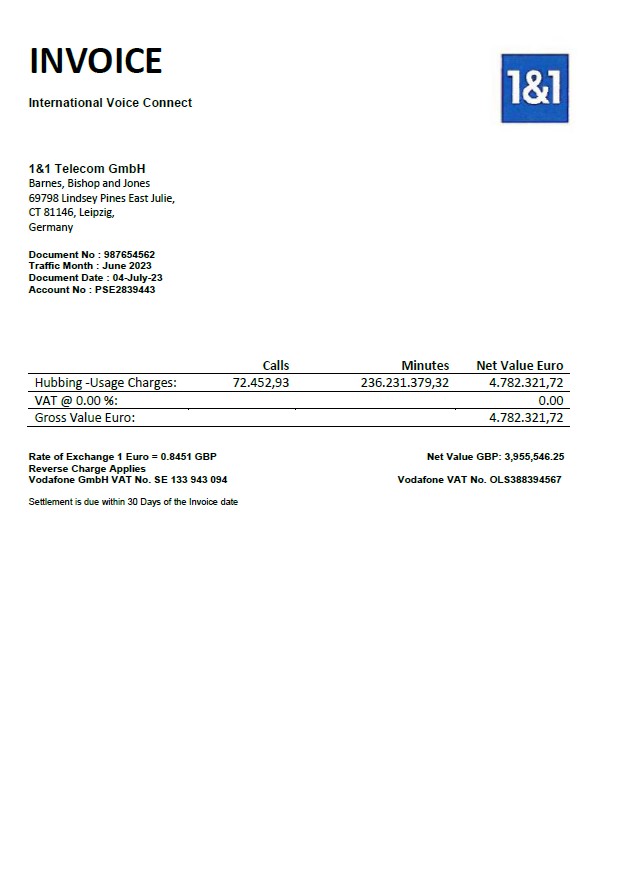 INVOICE
1&1
International Voice Connect
1&1 Telecom GmbH
Barnes, Bishop and Jones
69798 Lindsey Pines East Julie,
CT 81146, Leipzig,
Germany
Document No : 987654562
Traffic Month : June 2023
Document Date : 04-July-23
Account No : PSE2839443
Calls Minutes Net Value Euro
Hubbing -Usage Charges: 72.452,93 236.231.379,32 4.782.321,72
VAT @ 0.00 %: 0.00
Gross Value Euro: 4.782.321,72
Rate of Exchange 1 Euro = 0.8451 GBP Net Value GBP: 3,955,546.25
Reverse Charge Applies
Vodafone GmbH VAT No. SE 133 943 094 Vodafone VAT No. OLS388394567
Settlement is due within 30 Days of the Invoice date